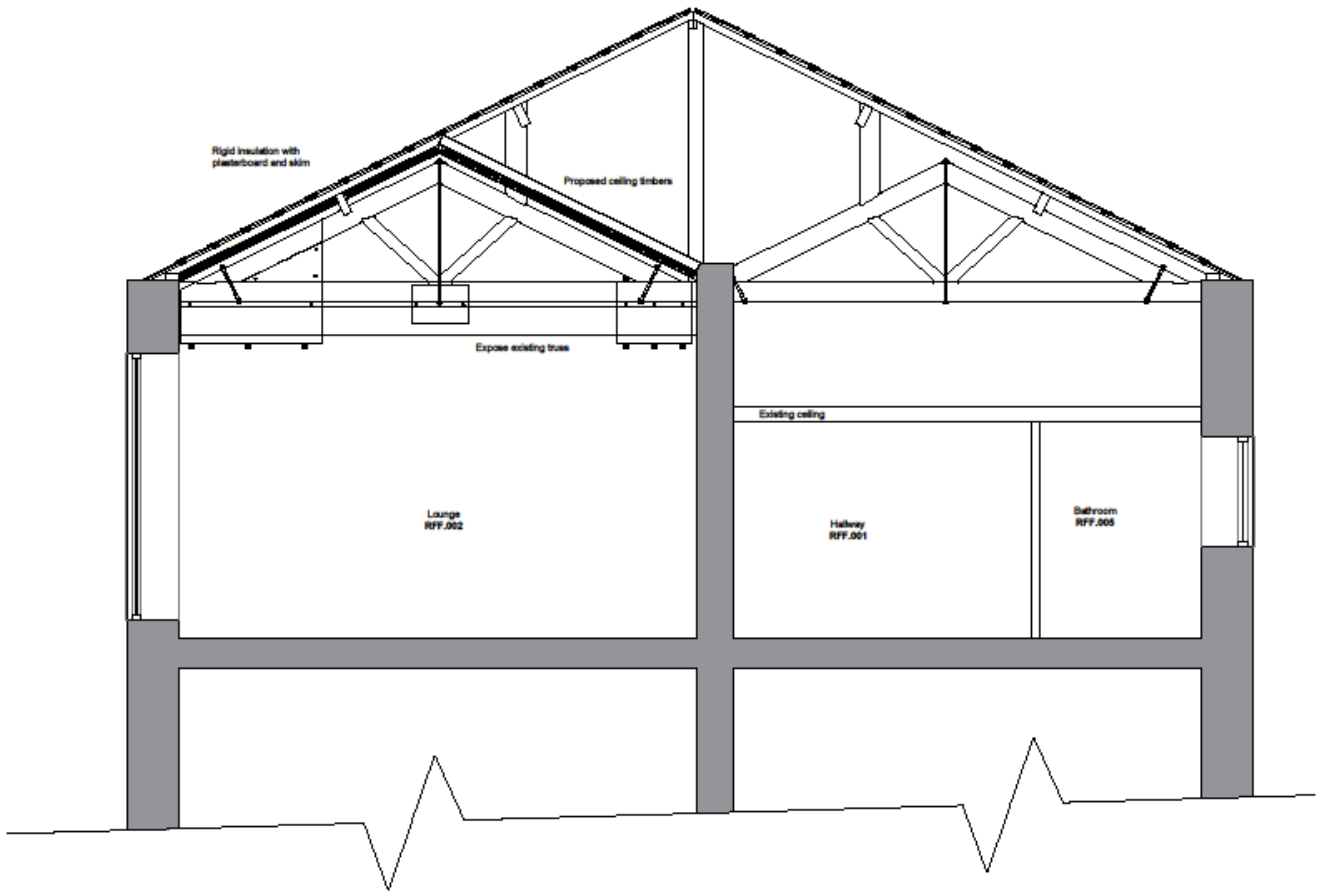 Rigid insulation with
plasterboard and skim
Proposed ceiling timbers
Expose existing truss
Existing ceiling
Lounge
RFF.002
Hallway
RFF.001
Bathroom
RFF.005